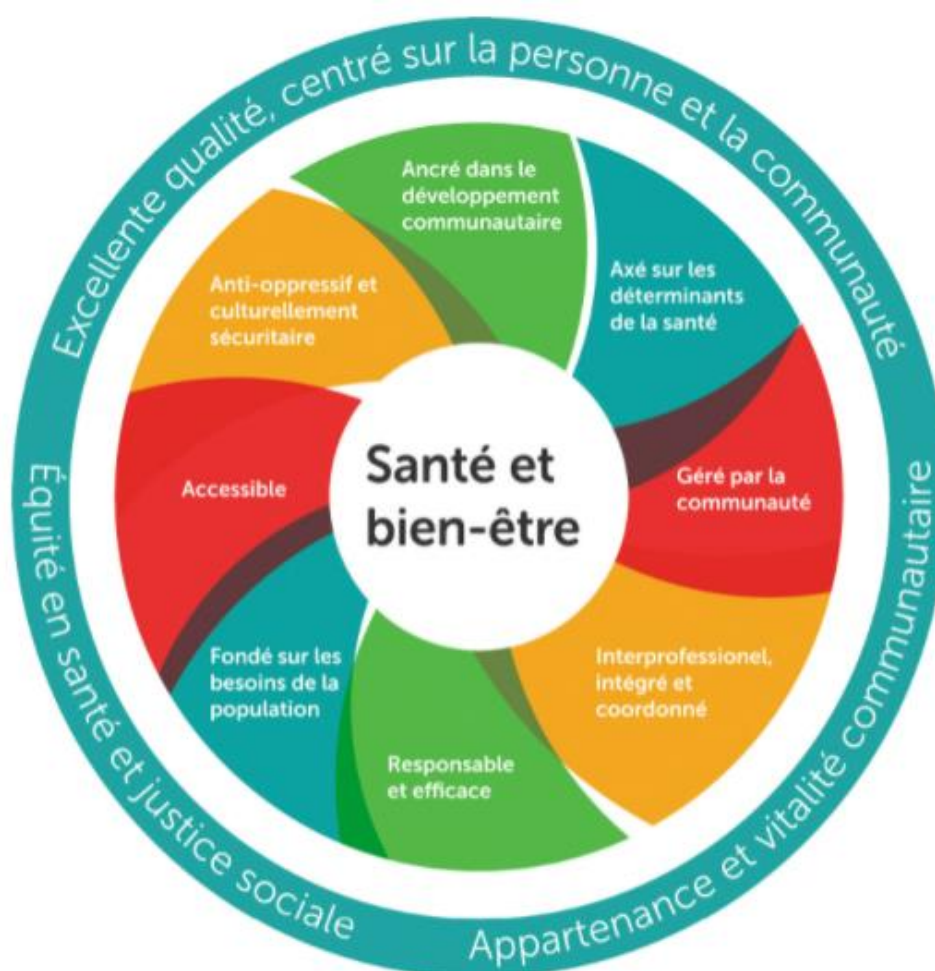 Excellente qualité, centré sur la personne et la communauté
Ancré dans le
développement
communautaire
Axé sur les
déterminants
de la santé
Géré par la
communauté
Interprofessionel,
intégré et
coordonné
Responsable
et efficace
Fondé sur les
besoins de la
population
Accessible
Anti-oppressif et
culturellement
sécuritaire
Santé et
bien-être
Appartenance et vitalité communautaire
Équité en santé et justice sociale